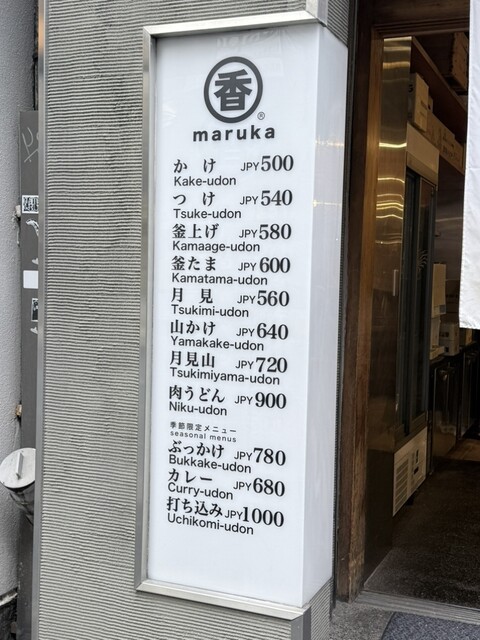 香
®
maruka
かけ JPY500
Kake-udon
つけ JPY540
Tsuke-udon
釜上げ JPY580
Kamaage-udon
釜たま JPY600
Kamatama-udon
月見 JPY560
Tsukimi-udon
山かけ JPY640
Yamakake-udon
月見山 JPY720
Tsukimiyama-udon
肉うどん JPY900
Niku-udon
季節限定メニュー
seasonal menus
ぶっかけ JPY780
Bukkake-udon
カレー JPY680
Curry-udon
打ち込み JPY1000
Uchikomi-udon